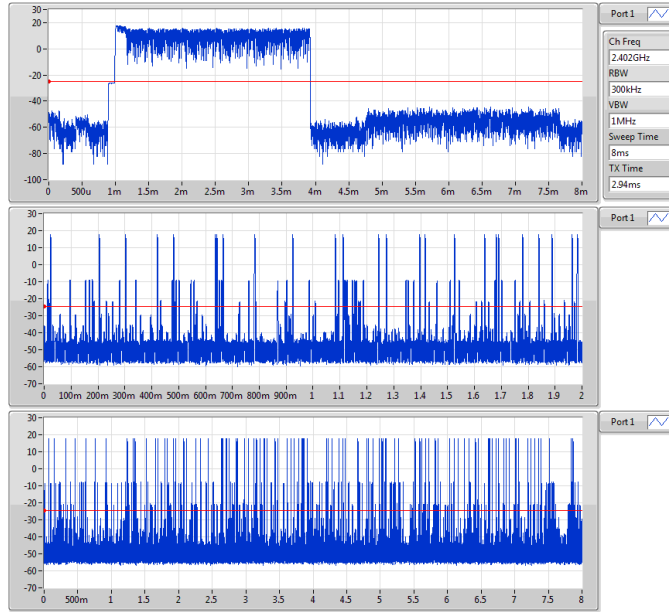 30
20
0
-20
-40
-60
-80
-100
0 500u 1m 1.5m 2m 2.5m 3m 3.5m 4m 4.5m 5m 5.5m 6m 6.5m 7m 7.5m 8m
Port 1
Ch Freq
2.402GHz
RBW
300kHz
VBW
1MHz
Sweep Time
8ms
TX Time
2.94ms
30
20
10
0
-10
-20
-30
-40
-50
-60
-70
0 100m 200m 300m 400m 500m 600m 700m 800m 900m 1 1.1 1.2 1.3 1.4 1.5 1.6 1.7 1.8 1.9 2
Port 1
30
20
10
0
-10
-20
-30
-40
-50
-60
-70
0 500m 1 1.5 2 2.5 3 3.5 4 4.5 5 5.5 6 6.5 7 7.5 8
Port 1